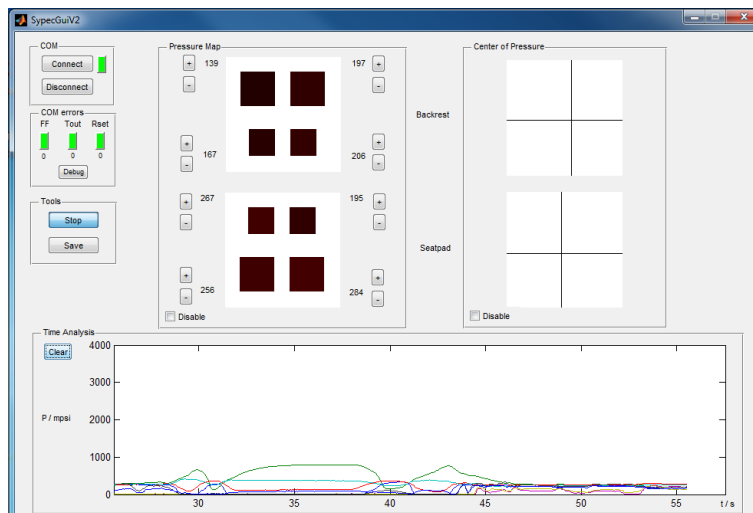 SypecGuiV2
COM
Connect
Disconnect
COM errors
FF Tout Rset
0 0 0
Debug
Tools
Stop
Save
Pressure Map
+ 139 197 +
- -
+ 167 206 +
- -
+ 267 195 +
- -
+ 256 284 +
- -
Disable
Backrest
Seatpad
Center of Pressure
Disable
Time Analysis
Clear
P / mpsi
4000
3000
2000
1000
0
30 35 40 45 50 55 t / s